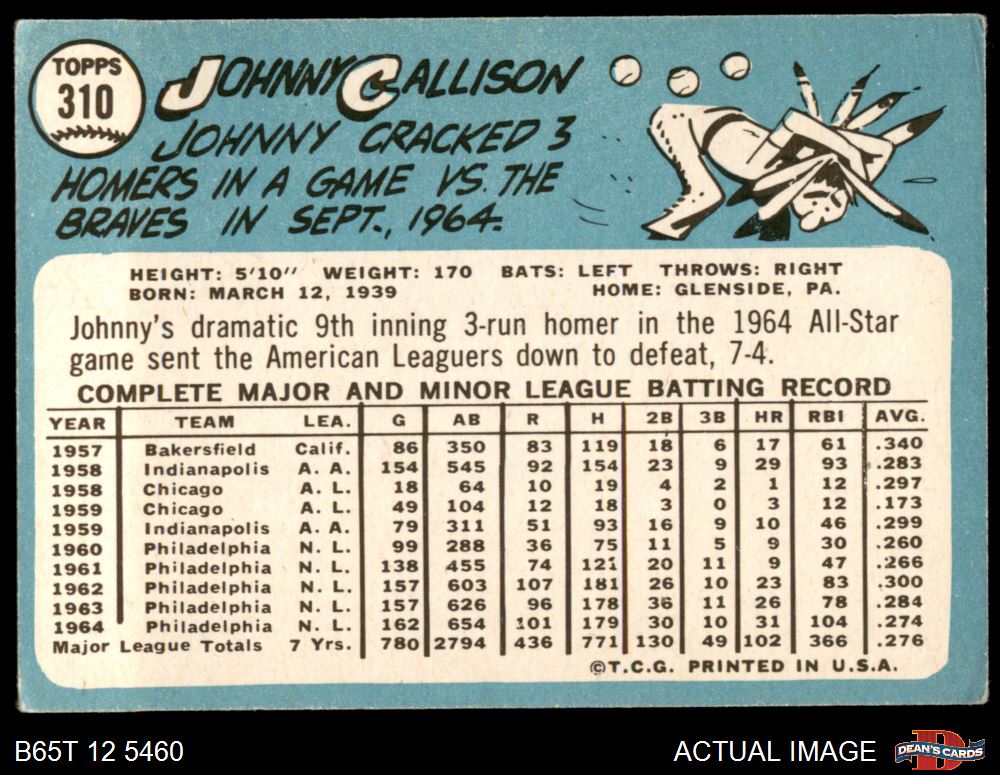 TOPPS
310
JOHNNY CALLISON
JOHNNY CRACKED 3
HOMERS IN A GAME VS. THE
BRAVES IN SEPT., 1964.
HEIGHT: 5'10" WEIGHT: 170 BATS: LEFT THROWS: RIGHT
BORN: MARCH 12, 1939 HOME: GLENSIDE, PA.
Johnny's dramatic 9th inning 3-run homer in the 1964 All-Star
game sent the American Leaguers down to defeat, 7-4.
COMPLETE MAJOR AND MINOR LEAGUE BATTING RECORD
YEAR TEAM LEA. G AB R H 2B 3B HR RBI AVG.
1957 Bakersfield Calif. 86 350 83 119 18 6 17 61 .340
1958 Indianapolis A. A. 154 545 92 154 23 9 29 93 .283
1958 Chicago A. L. 18 64 10 19 4 2 1 12 .297
1959 Chicago A. L. 49 104 12 18 3 0 3 12 .173
1959 Indianapolis A. A. 79 311 51 93 16 9 10 46 .299
1960 Philadelphia N. L. 99 288 36 75 11 5 9 30 .260
1961 Philadelphia N. L. 138 455 74 121 20 11 9 47 .266
1962 Philadelphia N. L. 157 603 107 181 26 10 23 83 .300
1963 Philadelphia N. L. 157 626 96 178 36 11 26 78 .284
1964 Philadelphia N. L. 162 654 101 179 30 10 31 104 .274
Major League Totals 7 Yrs. 780 2794 436 771 130 49 102 366 .276
©T.C.G. PRINTED IN U.S.A.
B65T 12 5460 ACTUAL IMAGE DEAN'S CARDS